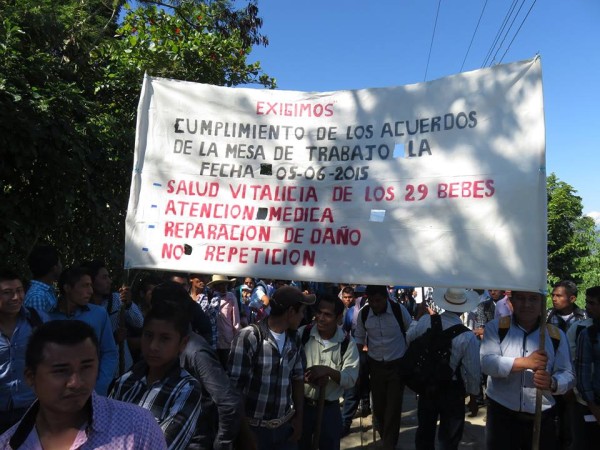 EXIGIMOS
CUMPLIMIENTO DE LOS ACUERDOS
DE LA MESA DE TRABAJO LA
FECHA 05-06-2015
- SALUD VITALICIA DE LOS 29 BEBES
- ATENCION MEDICA
- REPARACION DE DAÑO
- NO REPETICION